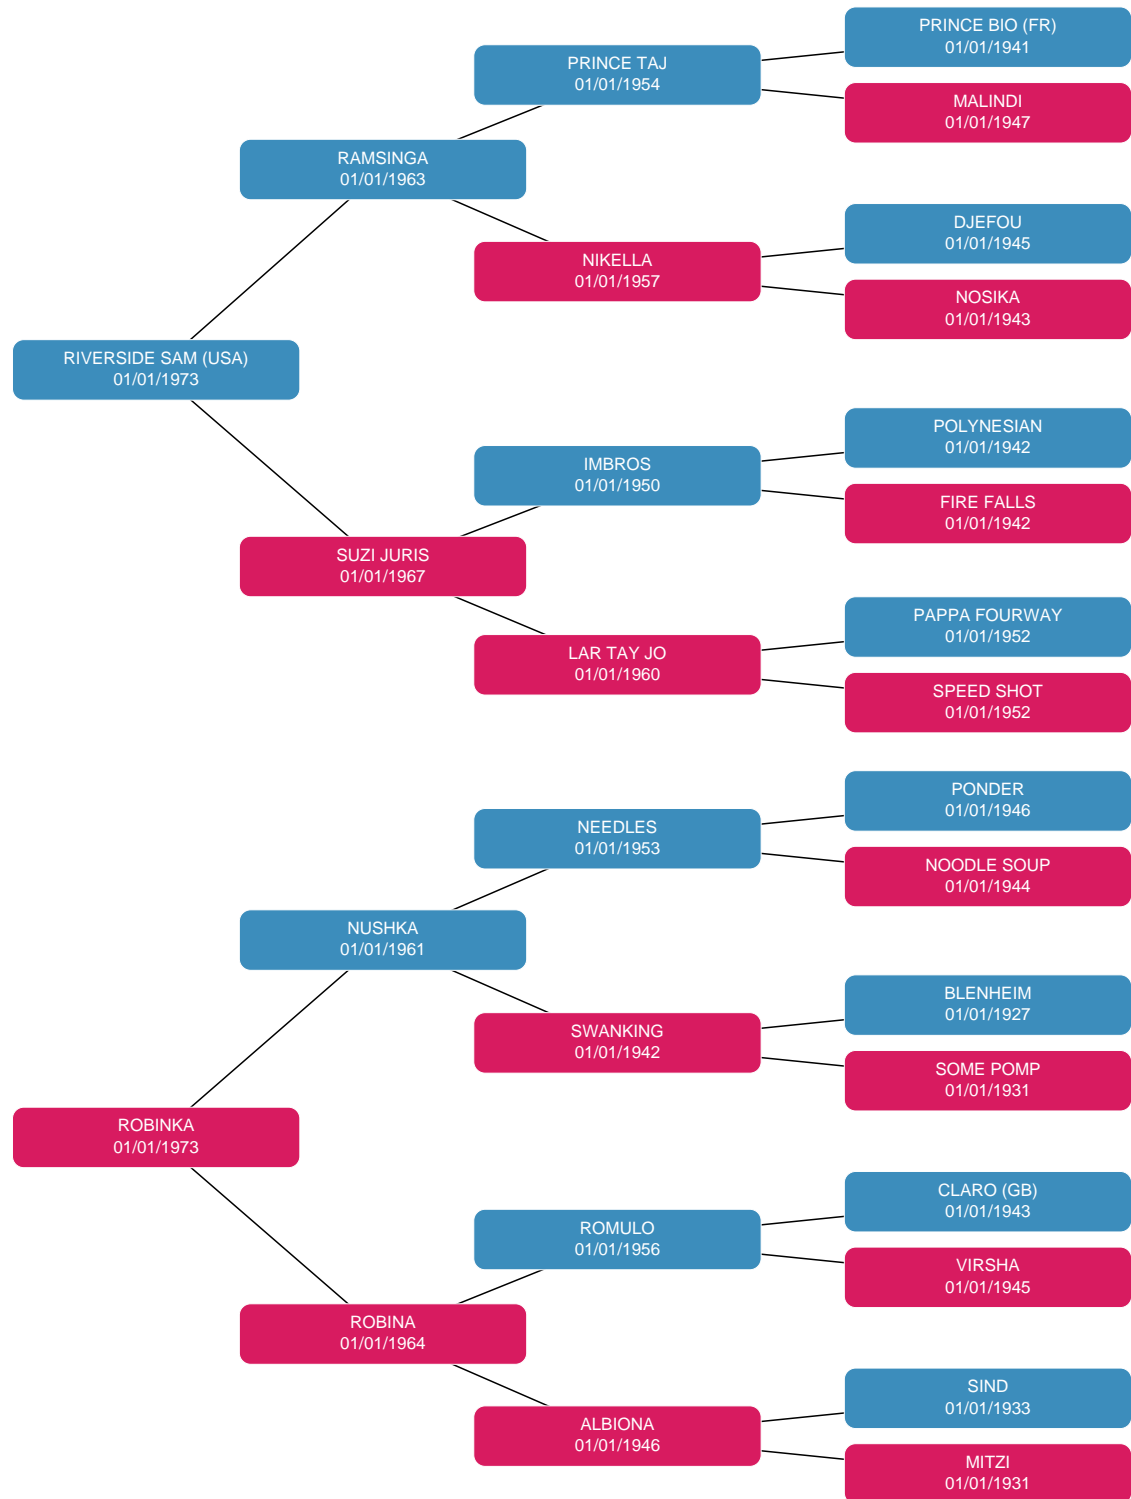 PRINCE BIO (FR)
01/01/1941
PRINCE TAJ
01/01/1954
MALINDI
01/01/1947
RAMSINGA
01/01/1963
DJEFOU
01/01/1945
NIKELLA
01/01/1957
NOSIKA
01/01/1943
RIVERSIDE SAM (USA)
01/01/1973
POLYNESIAN
01/01/1942
IMBROS
01/01/1950
FIRE FALLS
01/01/1942
SUZI JURIS
01/01/1967
PAPPA FOURWAY
01/01/1952
LAR TAY JO
01/01/1960
SPEED SHOT
01/01/1952
PONDER
01/01/1946
NEEDLES
01/01/1953
NOODLE SOUP
01/01/1944
NUSHKA
01/01/1961
BLENHEIM
01/01/1927
SWANKING
01/01/1942
SOME POMP
01/01/1931
ROBINKA
01/01/1973
CLARO (GB)
01/01/1943
ROMULO
01/01/1956
VIRSHA
01/01/1945
ROBINA
01/01/1964
SIND
01/01/1933
ALBIONA
01/01/1946
MITZI
01/01/1931